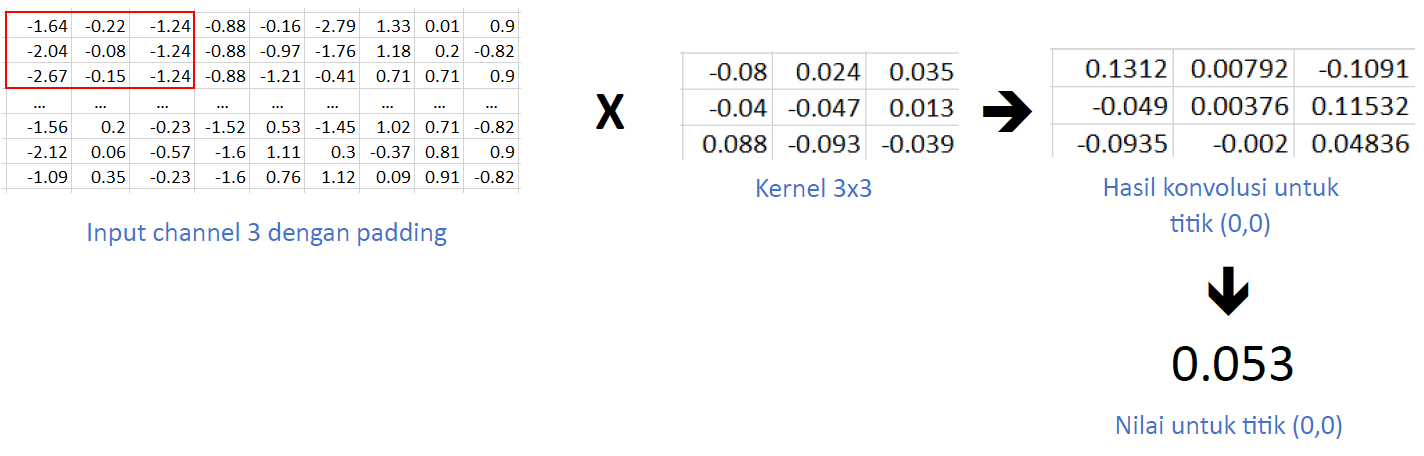 -1.64 -0.22 -1.24 -0.88 -0.16 -2.79 1.33 0.01 0.9
-2.04 -0.08 -1.24 -0.88 -0.97 -1.76 1.18 0.2 -0.82
-2.67 -0.15 -1.24 -0.88 -1.21 -0.41 0.71 0.71 0.9
... ... ... ... ... ... ... ... ...
-1.56 0.2 -0.23 -1.52 0.53 -1.45 1.02 0.71 -0.82
-2.12 0.06 -0.57 -1.6 1.11 0.3 -0.37 0.81 0.9
-1.09 0.35 -0.23 -1.6 0.76 1.12 0.09 0.91 -0.82
Input channel 3 dengan padding
X
-0.08 0.024 0.035
-0.04 -0.047 0.013
0.088 -0.093 -0.039
Kernel 3x3
0.1312 0.00792 -0.1091
-0.049 0.00376 0.11532
-0.0935 -0.002 0.04836
Hasil konvolusi untuk
titik (0,0)
0.053
Nilai untuk titik (0,0)